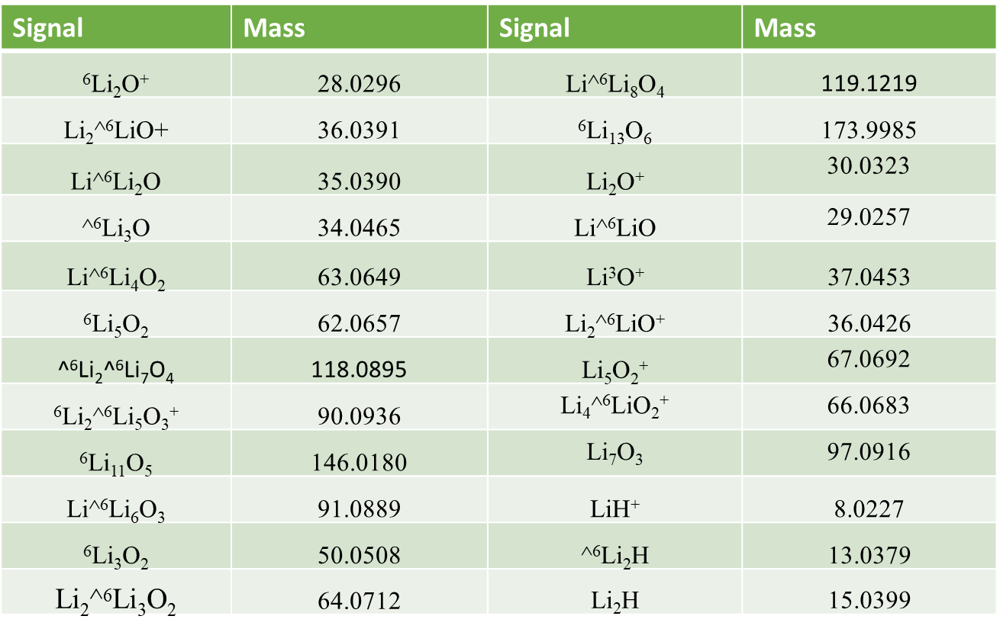 Signal Mass Signal Mass
⁶Li₂O⁺ 28.0296 Li^⁶Li₈O₄ 119.1219
Li₂^⁶LiO+ 36.0391 ⁶Li₁₃O₆ 173.9985
Li^⁶Li₂O 35.0390 Li₂O⁺ 30.0323
^⁶Li₃O 34.0465 Li^⁶LiO 29.0257
Li^⁶Li₄O₂ 63.0649 Li³O⁺ 37.0453
⁶Li₅O₂ 62.0657 Li₂^⁶LiO⁺ 36.0426
^⁶Li₂^⁶Li₇O₄ 118.0895 Li₅O₂⁺ 67.0692
⁶Li₂^⁶Li₅O₃⁺ 90.0936 Li₄^⁶LiO₂⁺ 66.0683
⁶Li₁₁O₅ 146.0180 Li₇O₃ 97.0916
Li^⁶Li₆O₃ 91.0889 LiH⁺ 8.0227
⁶Li₃O₂ 50.0508 ^⁶Li₂H 13.0379
Li₂^⁶Li₃O₂ 64.0712 Li₂H 15.0399